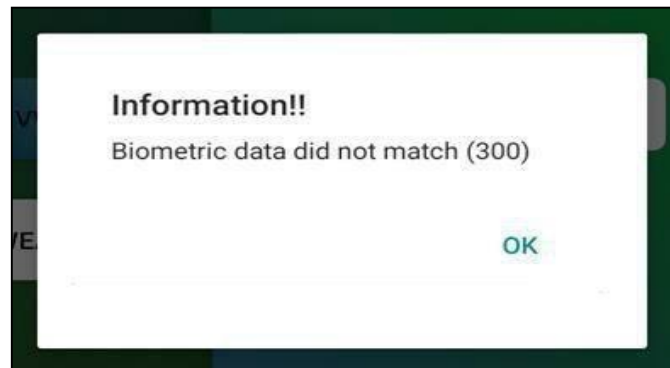 Information!!
Biometric data did not match (300)
OK